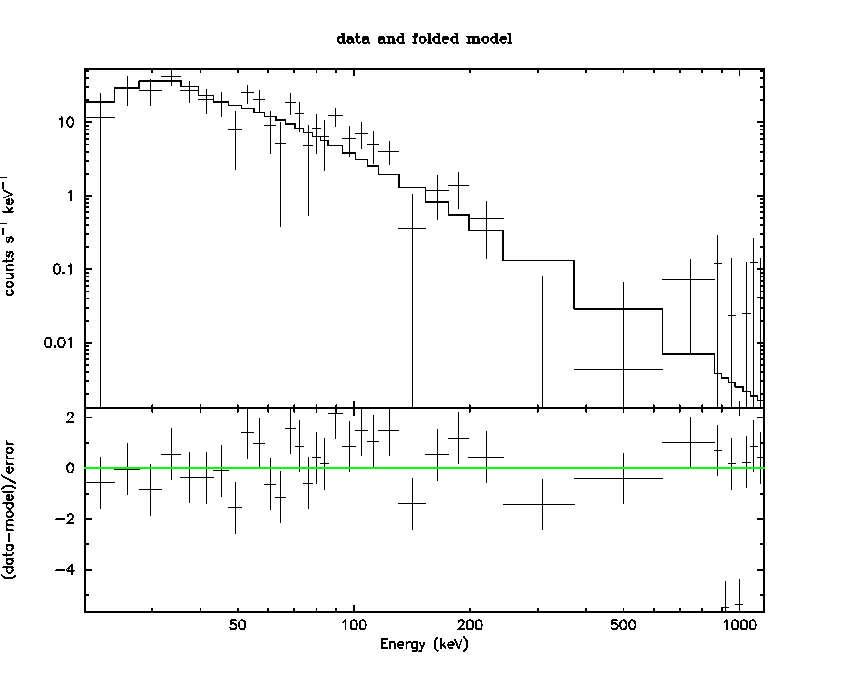 data and folded model
10
1
0.1
0.01
counts s⁻¹ keV⁻¹
2
0
−2
−4
(data−model)/error
50 100 200 500 1000
Energy (keV)